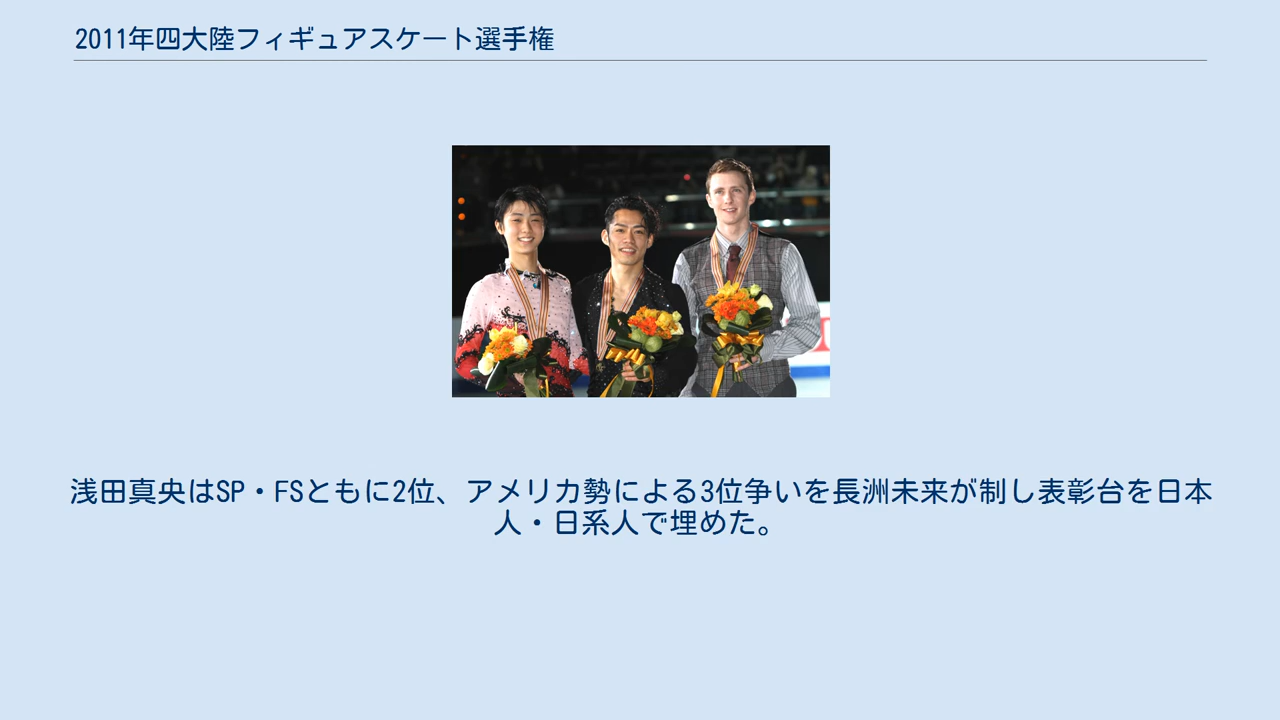 2011年四大陸フィギュアスケート選手権
浅田真央はSP・FSともに2位、アメリカ勢による3位争いを長洲未来が制し表彰台を日本
人・日系人で埋めた。